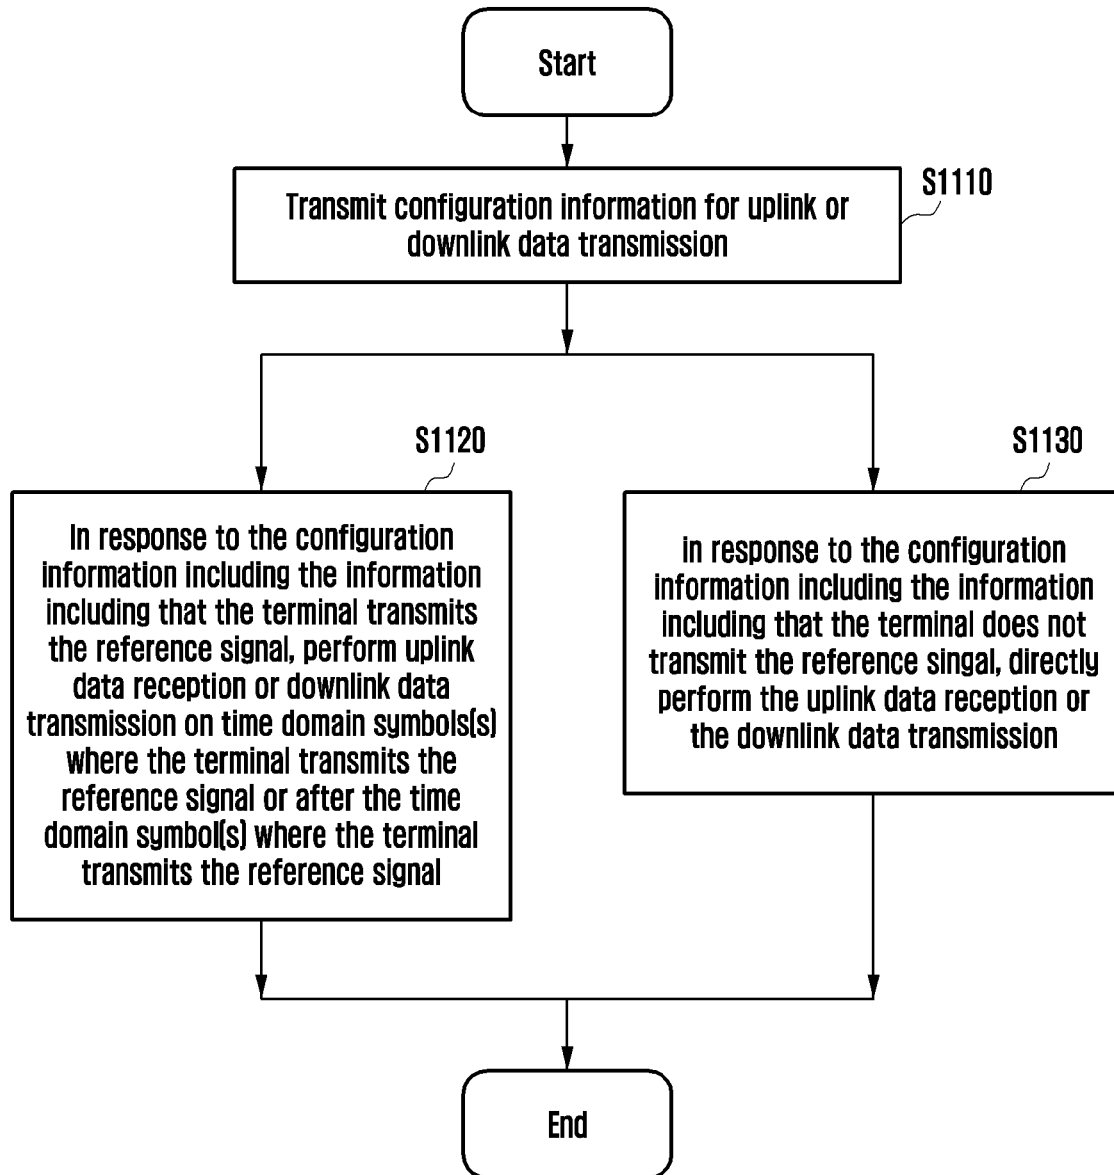 Start
S1110
Transmit configuration information for uplink or
downlink data transmission
S1120
In response to the configuration
information including the information
including that the terminal transmits
the reference signal, perform uplink
data reception or downlink data
transmission on time domain symbols(s)
where the terminal transmits the
reference signal or after the time
domain symbol(s) where the terminal
transmits the reference signal
S1130
in response to the configuration
information including the information
including that the terminal does not
transmit the reference singal, directly
perform the uplink data reception or
the downlink data transmission
End